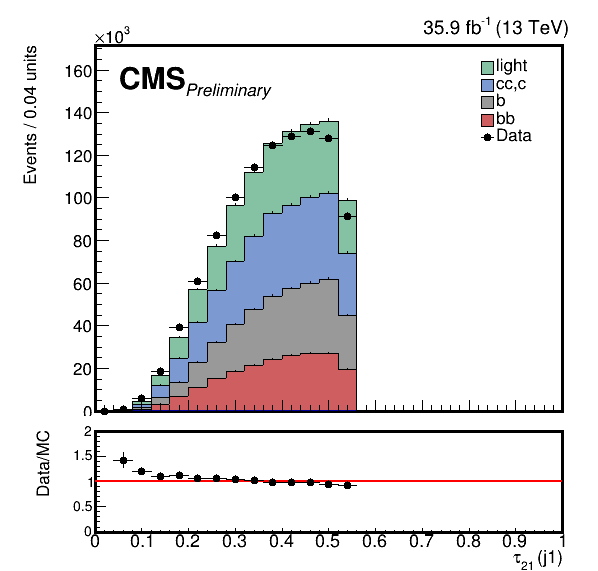 ×10³
35.9 fb⁻¹ (13 TeV)
Events / 0.04 units
CMS Preliminary
light
cc,c
b
bb
Data
160
140
120
100
80
60
40
20
0
Data/MC
2
1.5
1
0.5
0
0 0.1 0.2 0.3 0.4 0.5 0.6 0.7 0.8 0.9 1
τ₂₁ (j1)